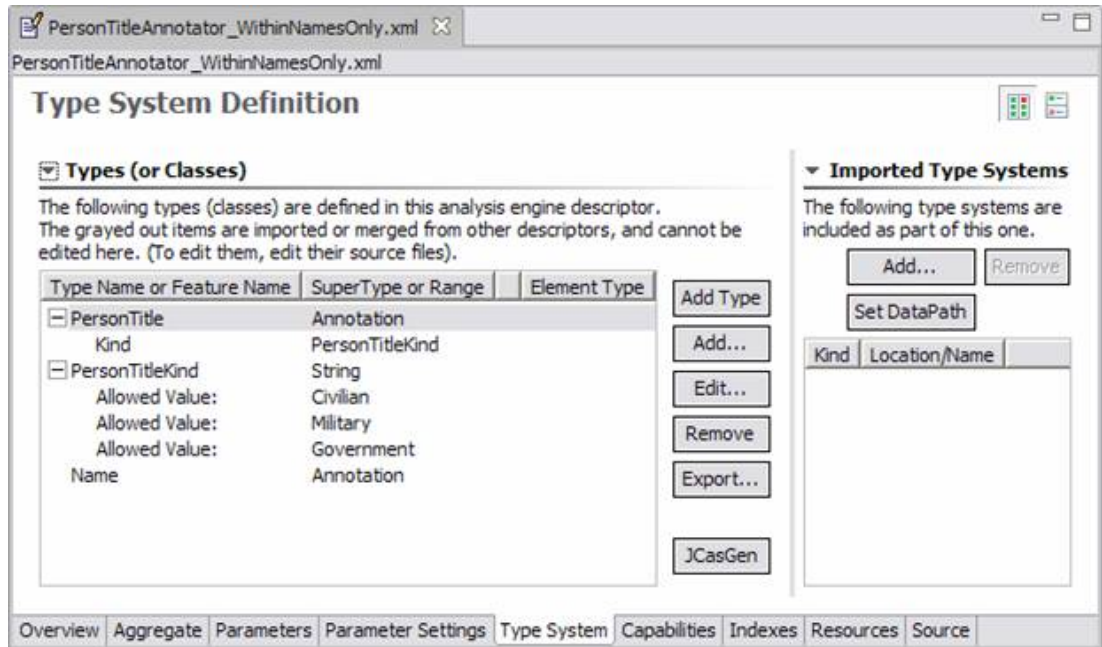 PersonTitleAnnotator_WithinNamesOnly.xml
PersonTitleAnnotator_WithinNamesOnly.xml
Type System Definition
Types (or Classes)
The following types (classes) are defined in this analysis engine descriptor.
The grayed out items are imported or merged from other descriptors, and cannot be
edited here. (To edit them, edit their source files).
Type Name or Feature Name SuperType or Range Element Type
PersonTitle Annotation
Kind PersonTitleKind
PersonTitleKind String
Allowed Value: Civilian
Allowed Value: Military
Allowed Value: Government
Name Annotation
Add Type
Add...
Edit...
Remove
Export...
JCasGen
Imported Type Systems
The following type systems are
included as part of this one.
Add... Remove
Set DataPath
Kind Location/Name
Overview Aggregate Parameters Parameter Settings Type System Capabilities Indexes Resources Source